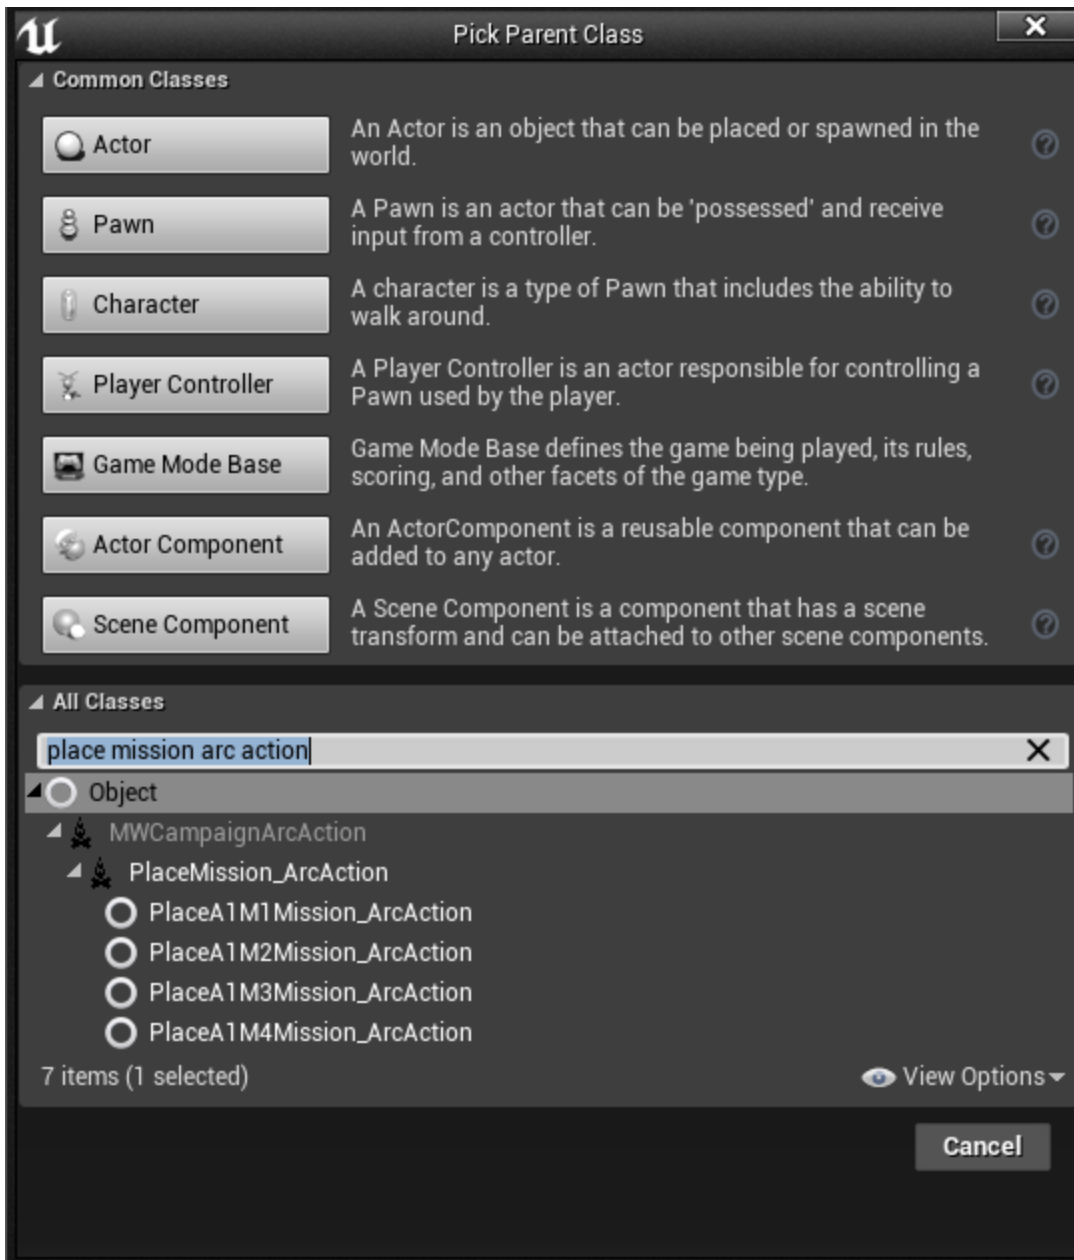 Pick Parent Class
Common Classes
Actor
An Actor is an object that can be placed or spawned in the
world.
Pawn
A Pawn is an actor that can be 'possessed' and receive
input from a controller.
Character
A character is a type of Pawn that includes the ability to
walk around.
Player Controller
A Player Controller is an actor responsible for controlling a
Pawn used by the player.
Game Mode Base
Game Mode Base defines the game being played, its rules,
scoring, and other facets of the game type.
Actor Component
An ActorComponent is a reusable component that can be
added to any actor.
Scene Component
A Scene Component is a component that has a scene
transform and can be attached to other scene components.
All Classes
place mission arc action
Object
MWCampaignArcAction
PlaceMission_ArcAction
PlaceA1M1Mission_ArcAction
PlaceA1M2Mission_ArcAction
PlaceA1M3Mission_ArcAction
PlaceA1M4Mission_ArcAction
7 items (1 selected)
View Options
Cancel